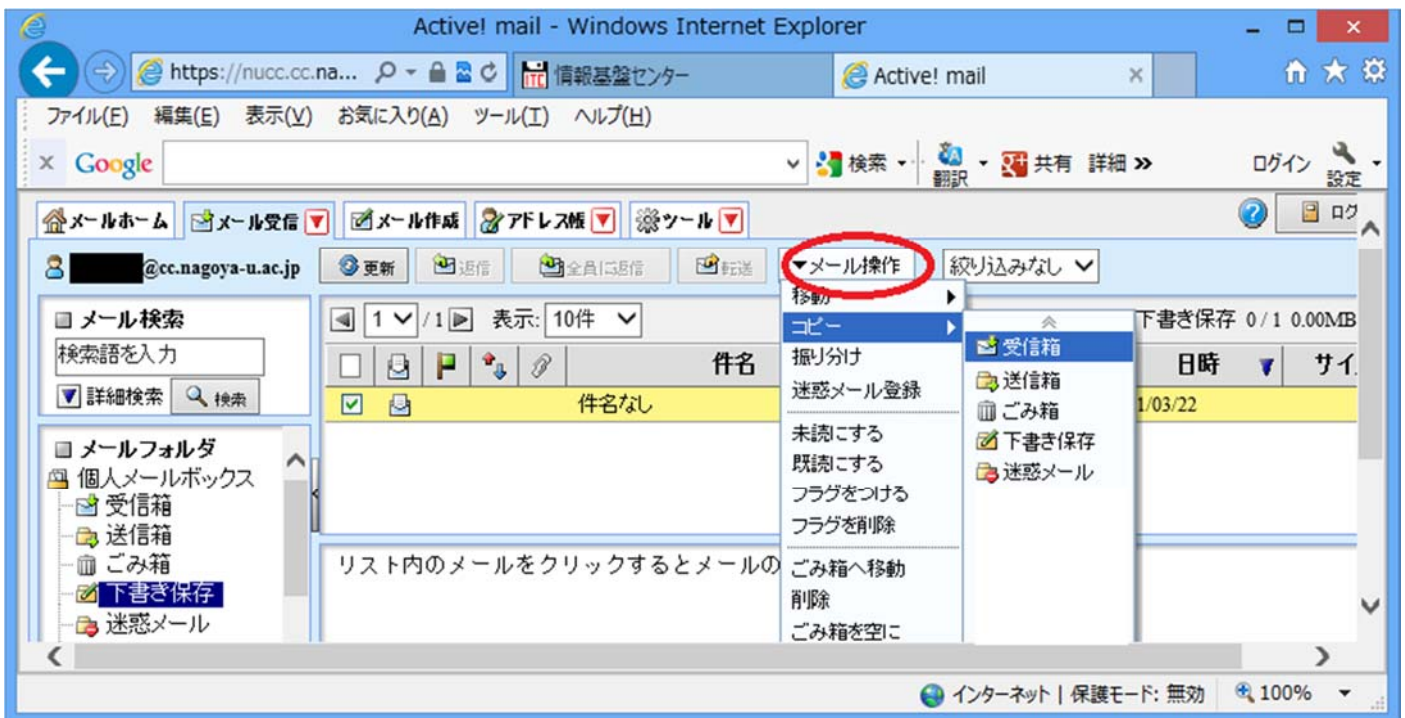 Active! mail - Windows Internet Explorer
https://nucc.cc.na... ITC 情報基盤センター Active! mail
ファイル(F) 編集(E) 表示(V) お気に入り(A) ツール(T) ヘルプ(H)
Google 検索 翻訳 共有 詳細 >> ログイン 設定
メールホーム メール受信 メール作成 アドレス帳 ツール ? ログ
@cc.nagoya-u.ac.jp 更新 返信 全員に返信 転送 ▼メール操作 絞り込みなし
メール検索
検索語を入力
詳細検索 検索
メールフォルダ
個人メールボックス
受信箱
送信箱
ごみ箱
下書き保存
迷惑メール
1 /1 表示: 10件 下書き保存 0/1 0.00MB
件名 日時 サイ
件名なし 1/03/22
リスト内のメールをクリックするとメールの
移動
コピー
振り分け
迷惑メール登録
未読にする
既読にする
フラグをつける
フラグを削除
ごみ箱へ移動
削除
ごみ箱を空に
受信箱
送信箱
ごみ箱
下書き保存
迷惑メール
インターネット | 保護モード: 無効 100%